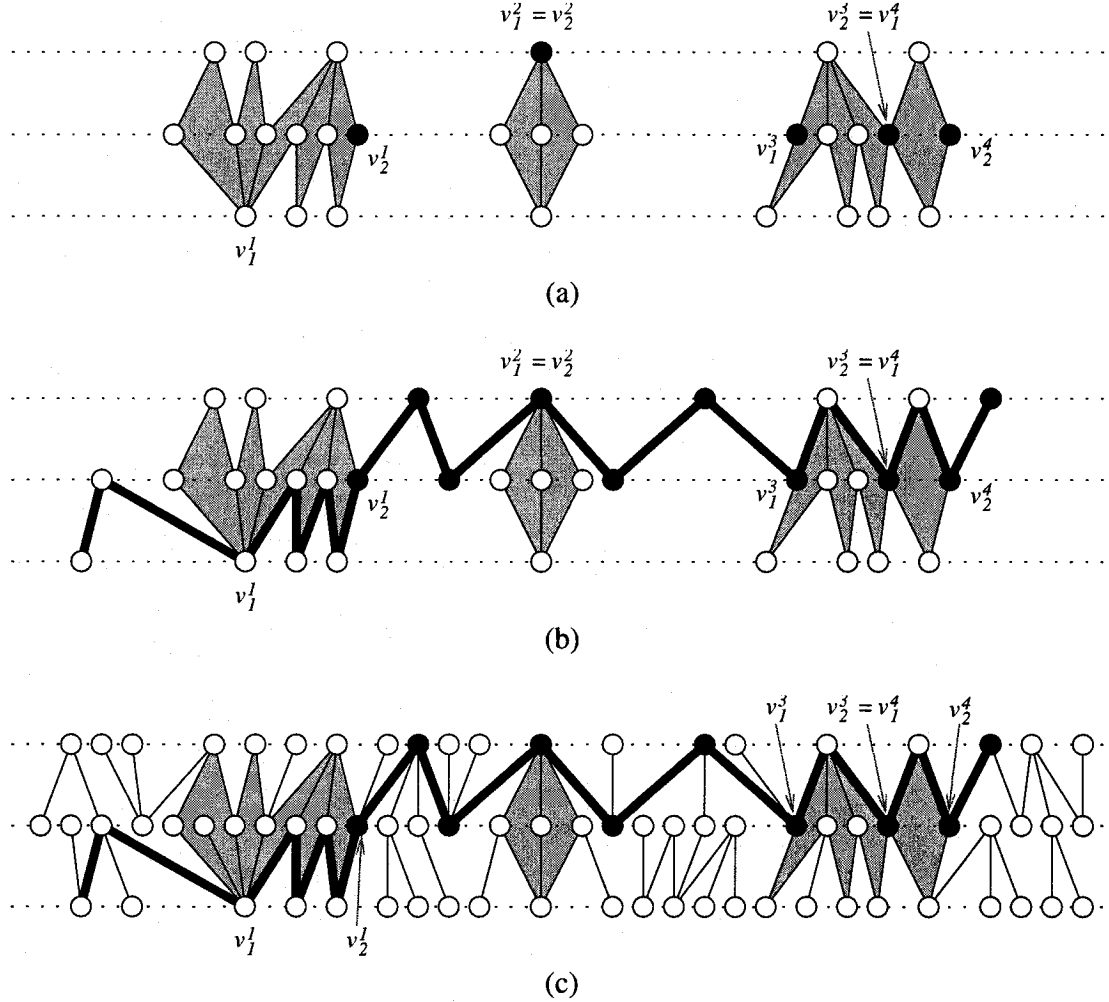 v_1^2 = v_2^2
v_2^3 = v_1^4
v_2^1
v_1^3
v_2^4
v_1^1
(a)
v_1^2 = v_2^2
v_2^3 = v_1^4
v_2^1
v_1^3
v_2^4
v_1^1
(b)
v_1^3
v_2^3 = v_1^4
v_2^4
v_1^1
v_2^1
(c)